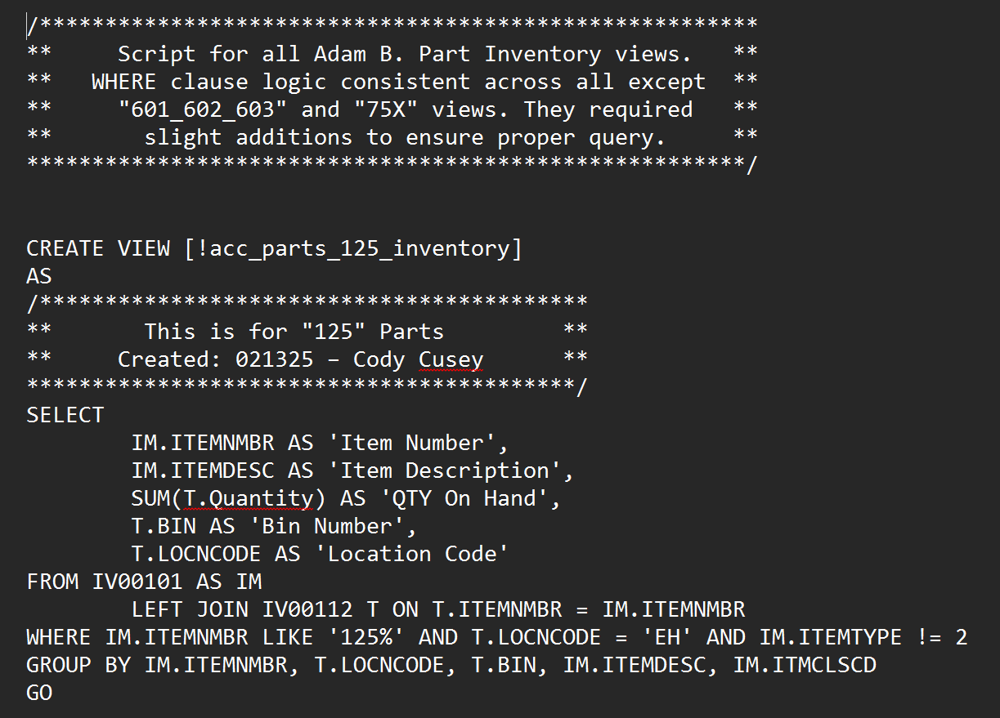 /*******************************************************
**     Script for all Adam B. Part Inventory views.   **
**   WHERE clause logic consistent across all except  **
**     "601_602_603" and "75X" views. They required   **
**       slight additions to ensure proper query.     **
*******************************************************/
CREATE VIEW [!acc_parts_125_inventory]
AS
/******************************************
**       This is for "125" Parts         **
**     Created: 021325 – Cody Cusey      **
******************************************/
SELECT
        IM.ITEMNMBR AS 'Item Number',
        IM.ITEMDESC AS 'Item Description',
        SUM(T.Quantity) AS 'QTY On Hand',
        T.BIN AS 'Bin Number',
        T.LOCNCODE AS 'Location Code'
FROM IV00101 AS IM
        LEFT JOIN IV00112 T ON T.ITEMNMBR = IM.ITEMNMBR
WHERE IM.ITEMNMBR LIKE '125%' AND T.LOCNCODE = 'EH' AND IM.ITEMTYPE != 2
GROUP BY IM.ITEMNMBR, T.LOCNCODE, T.BIN, IM.ITEMDESC, IM.ITMCLSCD
GO